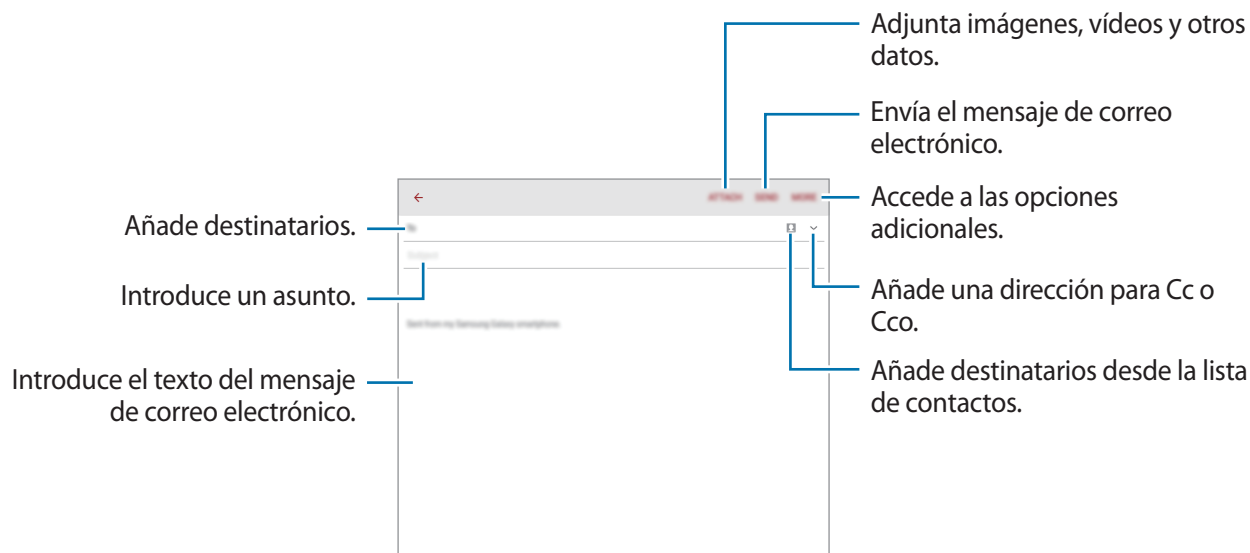 Adjunta imágenes, vídeos y otros
datos.
Envía el mensaje de correo
electrónico.
ATTACH SEND MORE
Accede a las opciones
adicionales.
Añade destinatarios.
To
Introduce un asunto.
Subject
Añade una dirección para Cc o
Cco.
Sent from my Samsung Galaxy smartphone
Introduce el texto del mensaje
de correo electrónico.
Añade destinatarios desde la lista
de contactos.